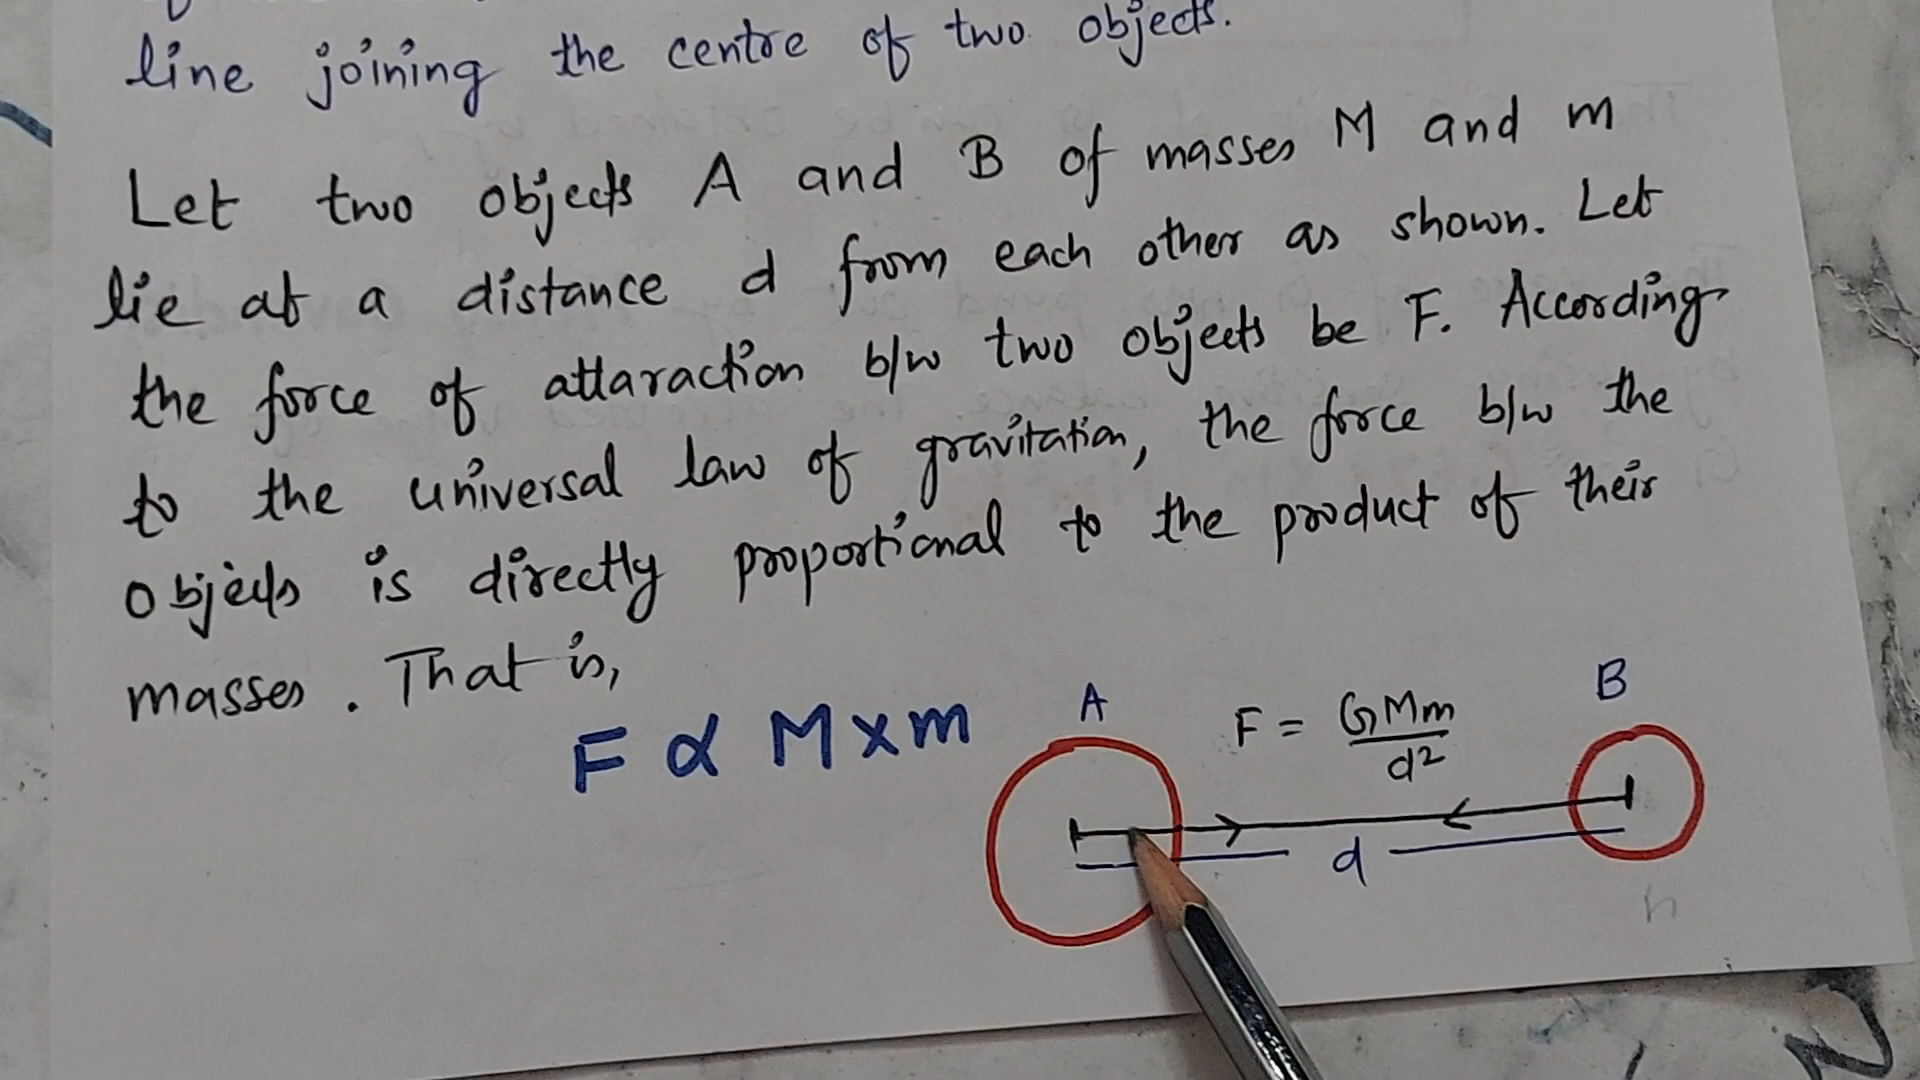 line joining the centre of two objects.
Let two objects A and B of masses M and m
lie at a distance d from each other as shown. Let
the force of attaraction b/w two objects be F. According
to the universal law of gravitation, the force b/w the
objects is directly proportional to the product of their
masses. That is,
F ∝ M x m
A
F = GMm/d²
B
d